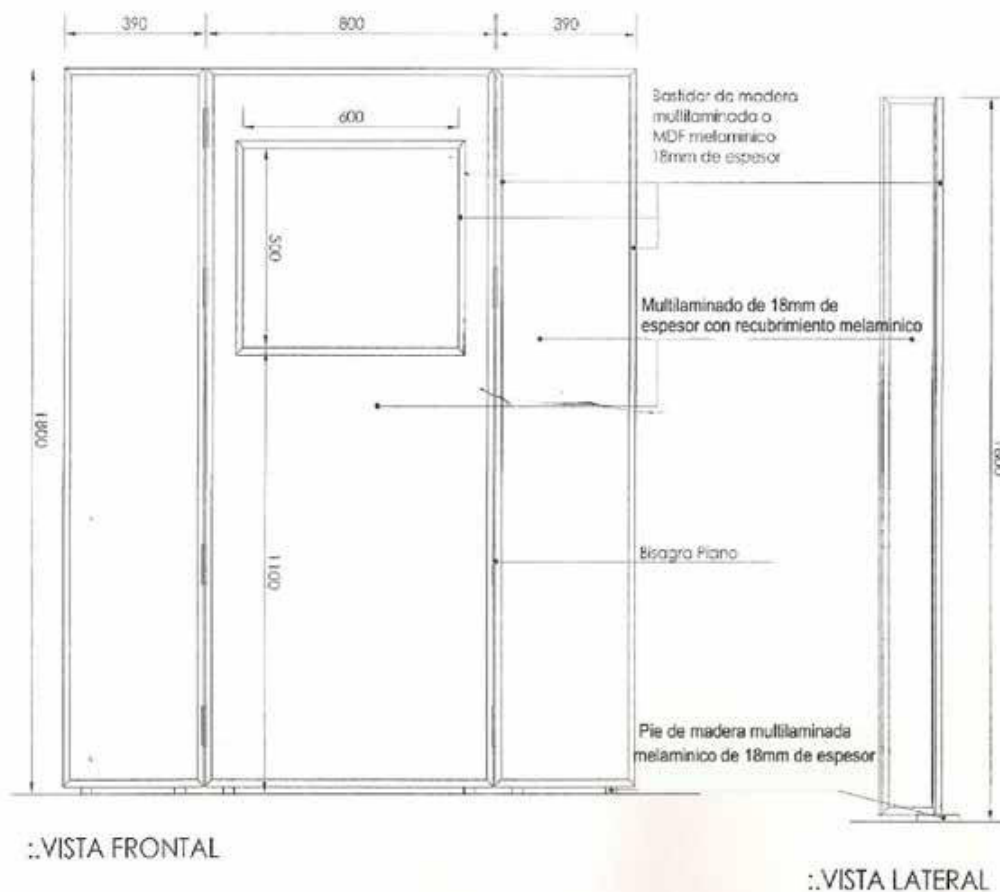 390
800
390
Bastidor de madera
multilaminada o
MDF melaminico
18mm de espesor
600
500
Multilaminado de 18mm de
espesor con recubrimiento melaminico
1800
1100
Bisagra Piano
Pie de madera multilaminada
melaminico de 18mm de espesor
:.VISTA FRONTAL
:.VISTA LATERAL